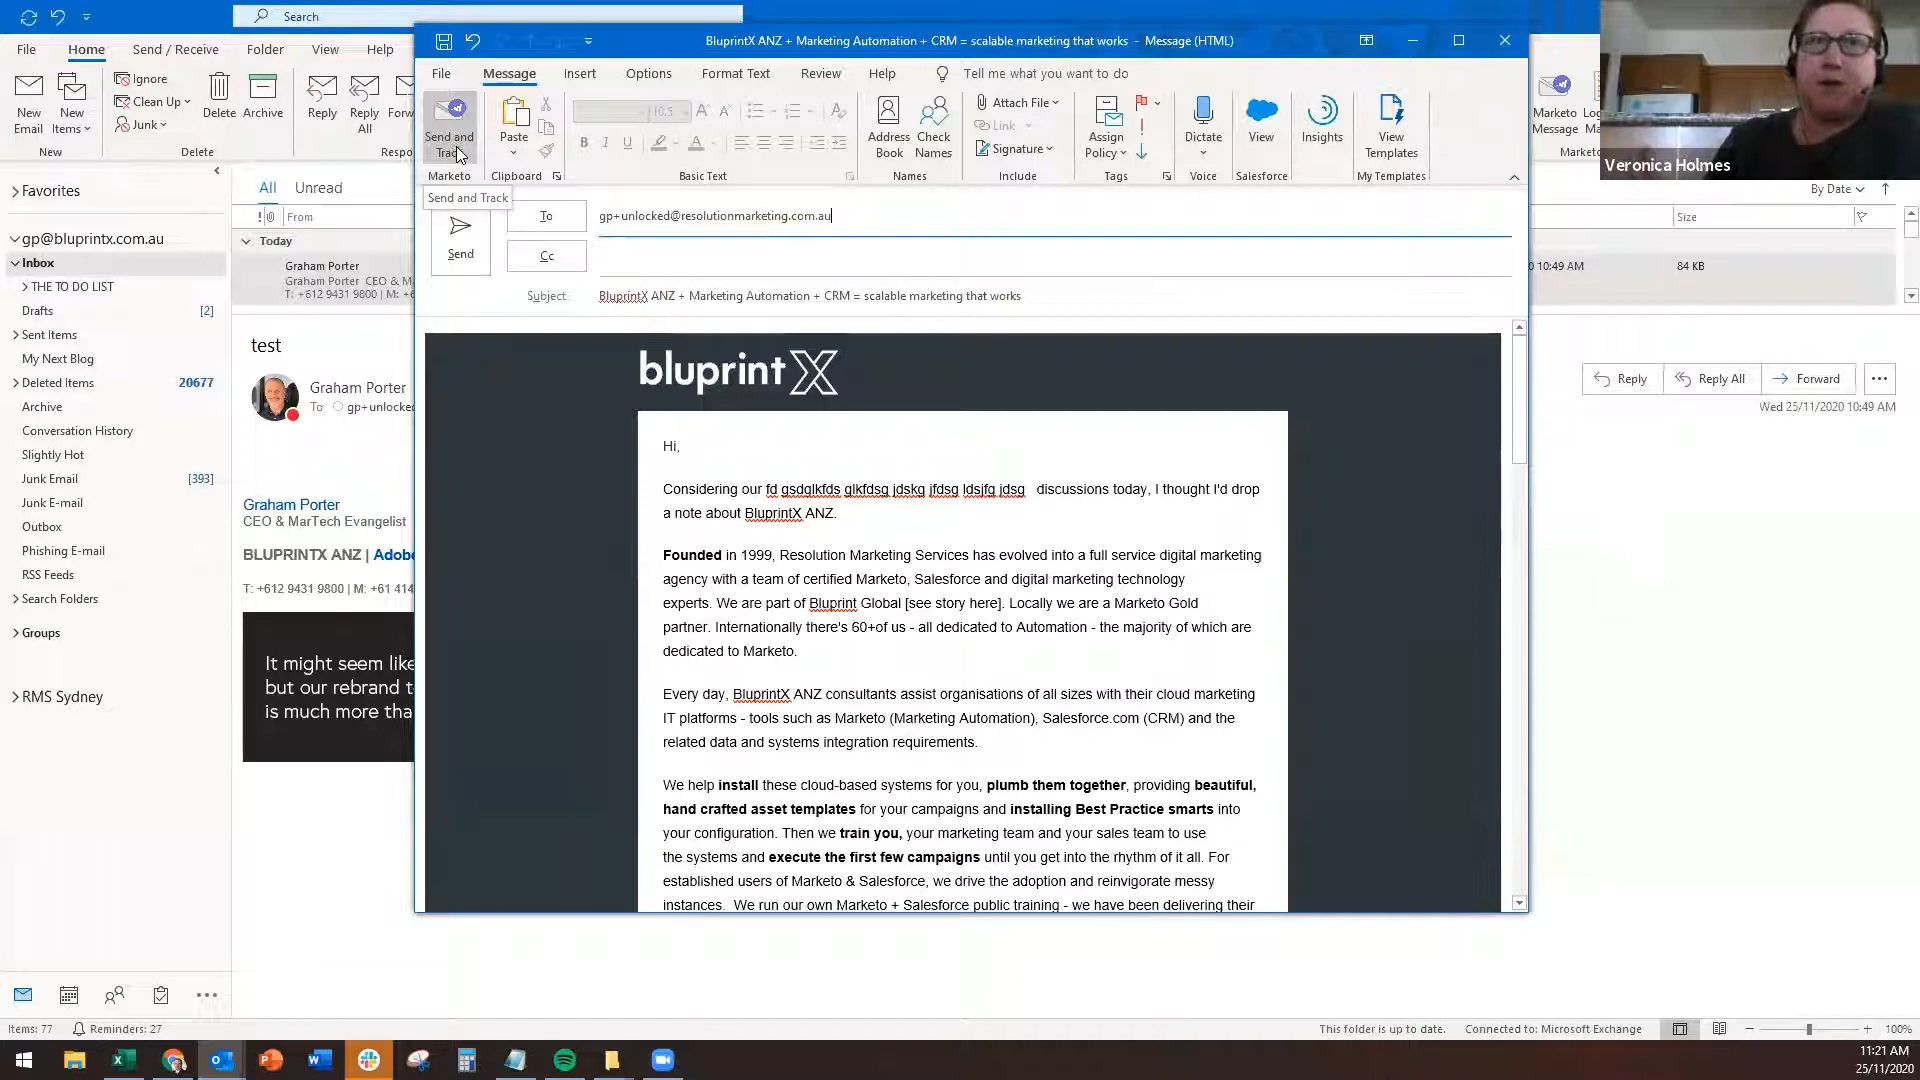 Search
File
Home
Send / Receive
Folder
View
Help
New Email
New Items
New
Ignore
Clean Up
Junk
Delete
Archive
Delete
Reply
Reply All
Forw
Respo
BluprintX ANZ + Marketing Automation + CRM = scalable marketing that works - Message (HTML)
File
Message
Insert
Options
Format Text
Review
Help
Tell me what you want to do
Send and Track
Marketo
Paste
Clipboard
10.5
B I U
Basic Text
Address Book
Check Names
Names
Attach File
Link
Signature
Include
Assign Policy
Tags
Dictate
Voice
View
Salesforce
Insights
View Templates
My Templates
Marketo Message
Veronica Holmes
Send and Track
Send
To
gp+unlocked@resolutionmarketing.com.au
Cc
Subject:
BluprintX ANZ + Marketing Automation + CRM = scalable marketing that works
bluprintX
Hi,
Considering our fd gsdglkfds glkfdsg jdskg jfdsg ldsjfg jdsg discussions today, I thought I'd drop
a note about BluprintX ANZ.
Founded in 1999, Resolution Marketing Services has evolved into a full service digital marketing
agency with a team of certified Marketo, Salesforce and digital marketing technology
experts. We are part of Bluprint Global [see story here]. Locally we are a Marketo Gold
partner. Internationally there's 60+of us - all dedicated to Automation - the majority of which are
dedicated to Marketo.
Every day, BluprintX ANZ consultants assist organisations of all sizes with their cloud marketing
IT platforms - tools such as Marketo (Marketing Automation), Salesforce.com (CRM) and the
related data and systems integration requirements.
We help install these cloud-based systems for you, plumb them together, providing beautiful,
hand crafted asset templates for your campaigns and installing Best Practice smarts into
your configuration. Then we train you, your marketing team and your sales team to use
the systems and execute the first few campaigns until you get into the rhythm of it all. For
established users of Marketo & Salesforce, we drive the adoption and reinvigorate messy
instances. We run our own Marketo + Salesforce public training - we have been delivering their
Favorites
gp@bluprintx.com.au
Inbox
THE TO DO LIST
Drafts [2]
Sent Items
My Next Blog
Deleted Items 20677
Archive
Conversation History
Slightly Hot
Junk Email [393]
Junk E-mail
Outbox
Phishing E-mail
RSS Feeds
Search Folders
Groups
RMS Sydney
All
Unread
From
Today
Graham Porter
Graham Porter CEO & M
T: +612 9431 9800 | M: +6
test
Graham Porter
To gp+unlocked
Graham Porter
CEO & MarTech Evangelist
BLUPRINTX ANZ | Adobe
T: +612 9431 9800 | M: +61 414
It might seem like
but our rebrand t
is much more tha
By Date
Size
0 10:49 AM
84 KB
Reply
Reply All
Forward
Wed 25/11/2020 10:49 AM
Items: 77
Reminders: 27
This folder is up to date.
Connected to: Microsoft Exchange
100%
11:21 AM
25/11/2020